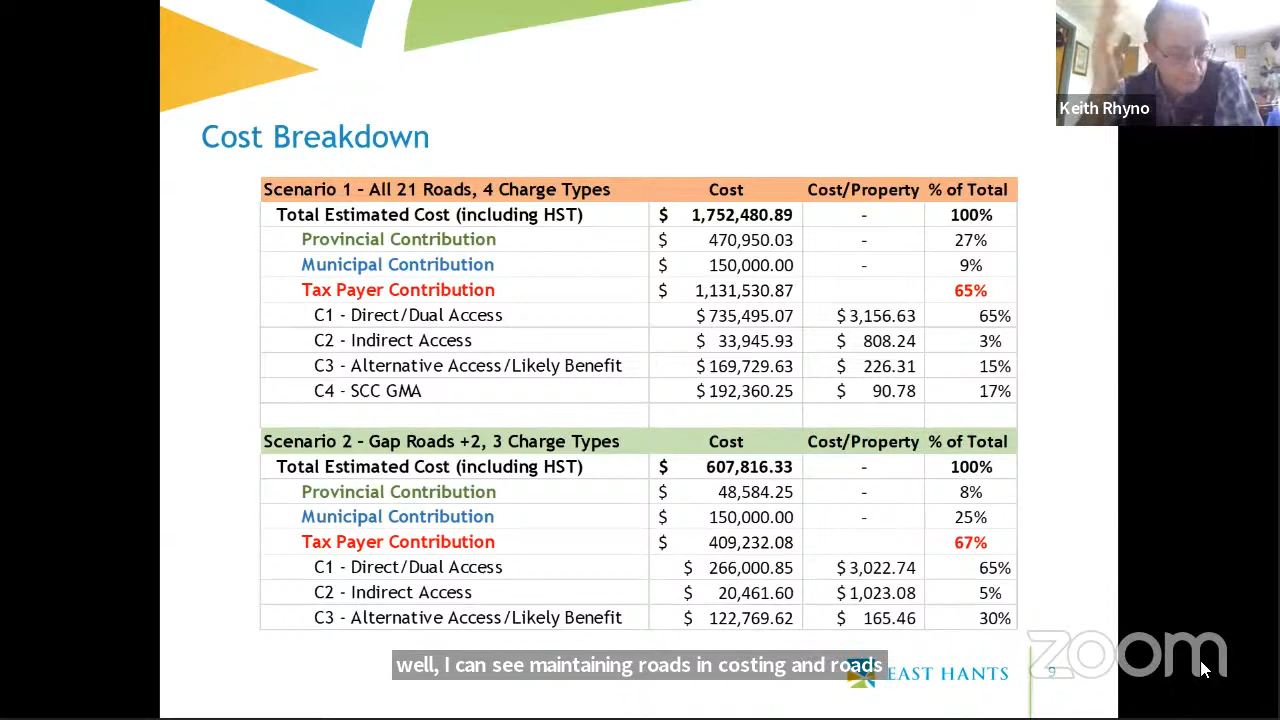 Keith Rhyno
Cost Breakdown
Scenario 1 – All 21 Roads, 4 Charge Types Cost Cost/Property % of Total
Total Estimated Cost (including HST) $ 1,752,480.89 - 100%
Provincial Contribution $ 470,950.03 - 27%
Municipal Contribution $ 150,000.00 - 9%
Tax Payer Contribution $ 1,131,530.87 65%
C1 - Direct/Dual Access $ 735,495.07 $ 3,156.63 65%
C2 - Indirect Access $ 33,945.93 $ 808.24 3%
C3 - Alternative Access/Likely Benefit $ 169,729.63 $ 226.31 15%
C4 - SCC GMA $ 192,360.25 $ 90.78 17%
Scenario 2 – Gap Roads +2, 3 Charge Types Cost Cost/Property % of Total
Total Estimated Cost (including HST) $ 607,816.33 - 100%
Provincial Contribution $ 48,584.25 - 8%
Municipal Contribution $ 150,000.00 - 25%
Tax Payer Contribution $ 409,232.08 67%
C1 - Direct/Dual Access $ 266,000.85 $ 3,022.74 65%
C2 - Indirect Access $ 20,461.60 $ 1,023.08 5%
C3 - Alternative Access/Likely Benefit $ 122,769.62 $ 165.46 30%
well, I can see maintaining roads in costing and roads
EAST HANTS
9
zoom